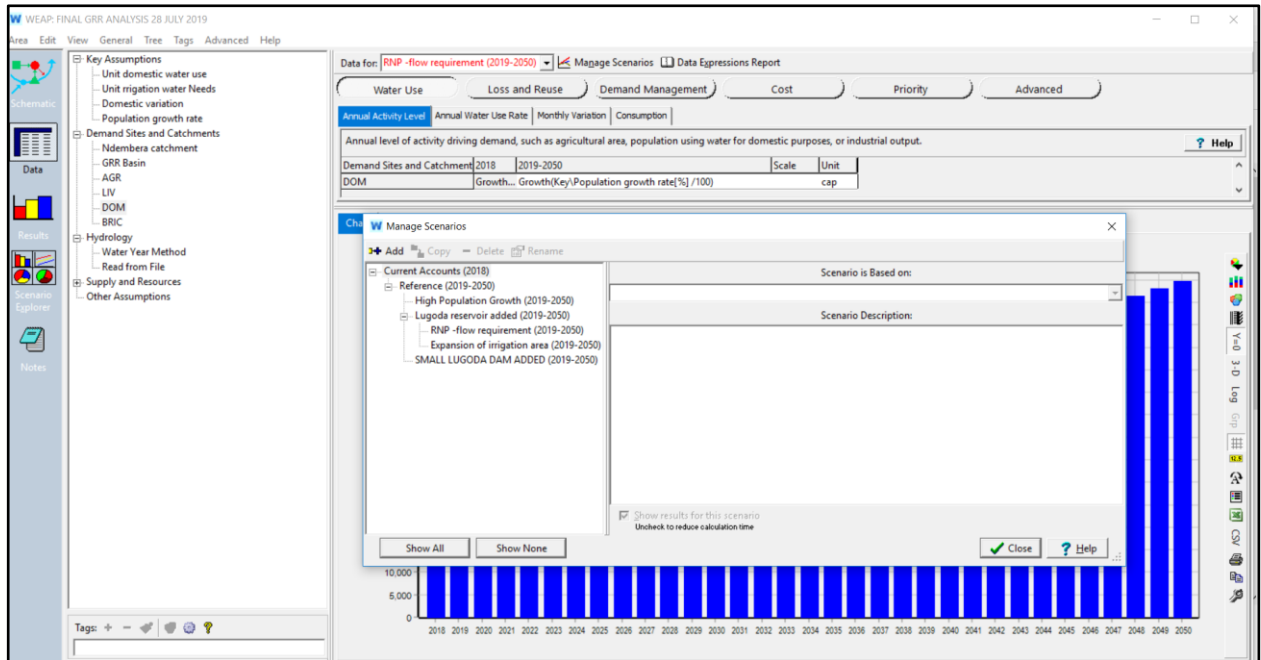 WEAP: FINAL GRR ANALYSIS 28 JULY 2019
Area Edit View General Tree Tags Advanced Help
Schematic
Data
Results
Scenario
Explorer
Notes
Key Assumptions
Unit domestic water use
Unit rrigation water Needs
Domestic variation
Population growth rate
Demand Sites and Catchments
Ndembera catchment
GRR Basin
AGR
LIV
DOM
BRIC
Hydrology
Water Year Method
Read from File
Supply and Resources
Other Assumptions
Tags:
Data for: RNP -flow requirement (2019-2050) Manage Scenarios Data Expressions Report
Water Use Loss and Reuse Demand Management Cost Priority Advanced
Annual Activity Level Annual Water Use Rate Monthly Variation Consumption
Annual level of activity driving demand, such as agricultural area, population using water for domestic purposes, or industrial output.
? Help
Demand Sites and Catchment 2018 2019-2050 Scale Unit
DOM Growth... Growth(Key\Population growth rate[%] /100) cap
Cha
Manage Scenarios
Add Copy Delete Rename
Current Accounts (2018)
Reference (2019-2050)
High Population Growth (2019-2050)
Lugoda reservoir added (2019-2050)
RNP -flow requirement (2019-2050)
Expansion of irrigation area (2019-2050)
SMALL LUGODA DAM ADDED (2019-2050)
Scenario is Based on:
Scenario Description:
Show results for this scenario
Uncheck to reduce calculation time
Show All Show None Close ? Help
Y=0
3-D
Log
Grp
CSV
10,000
5,000
0
2018 2019 2020 2021 2022 2023 2024 2025 2026 2027 2028 2029 2030 2031 2032 2033 2034 2035 2036 2037 2038 2039 2040 2041 2042 2043 2044 2045 2046 2047 2048 2049 2050